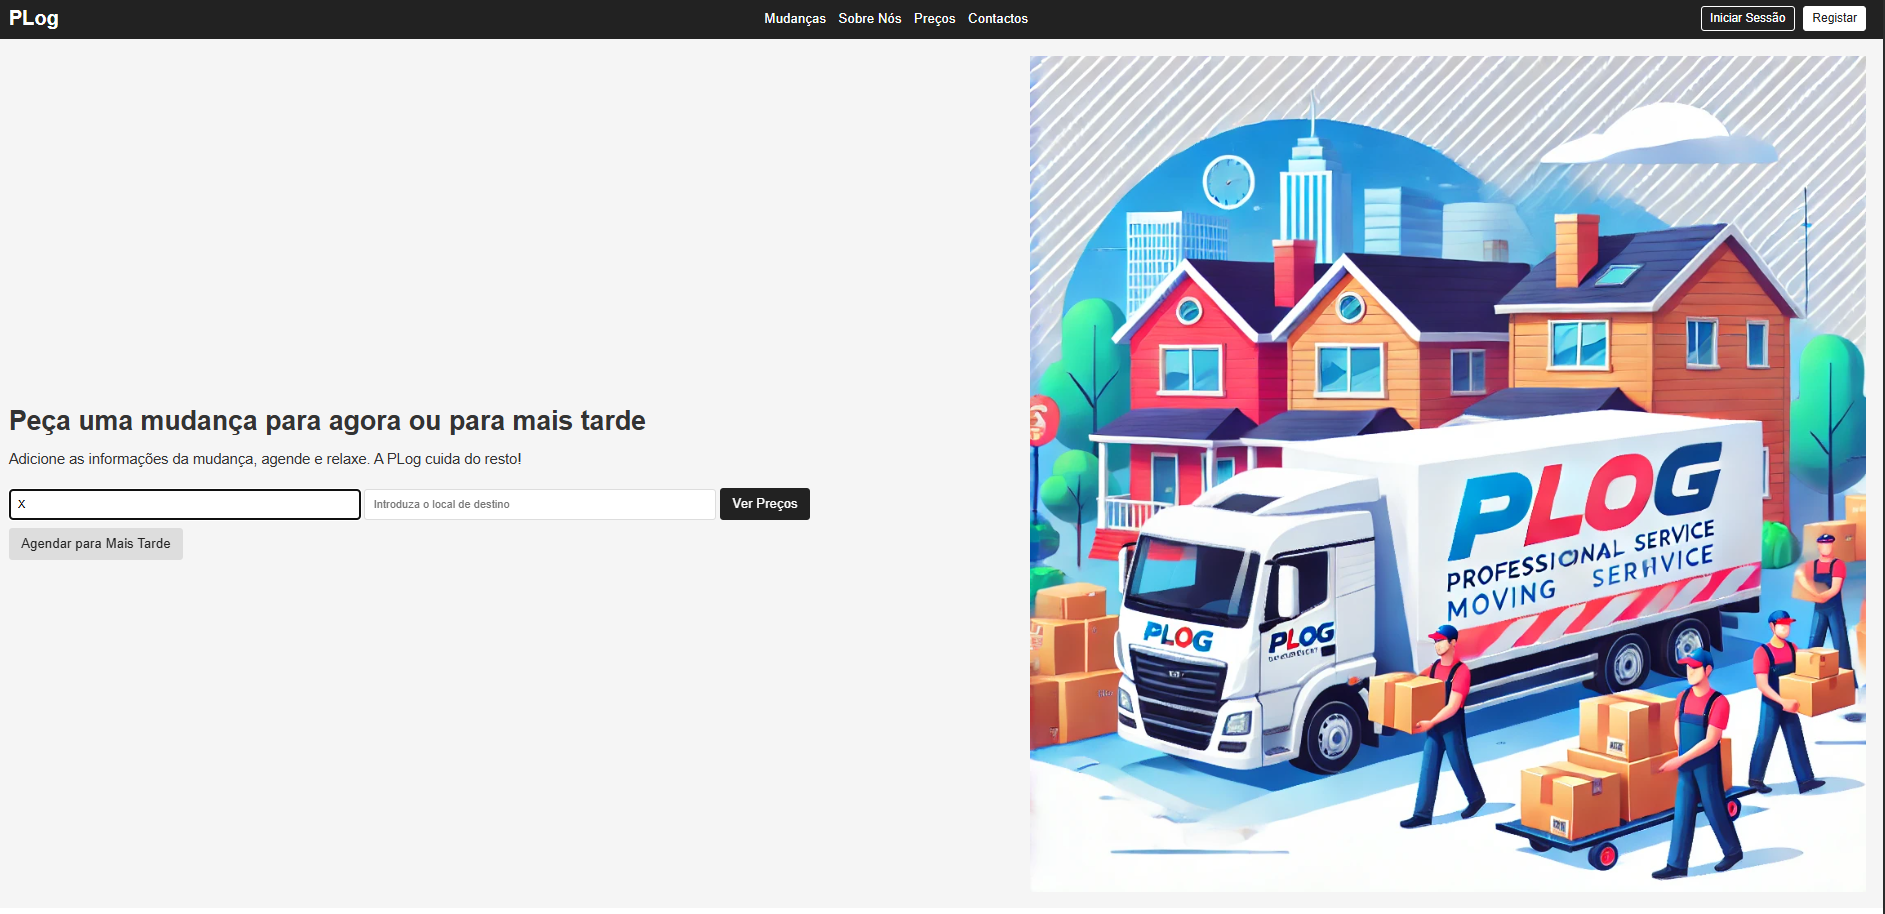 PLog
Mudanças Sobre Nós Preços Contactos
Iniciar Sessão Registar
Peça uma mudança para agora ou para mais tarde
Adicione as informações da mudança, agende e relaxe. A PLog cuida do resto!
X
Introduza o local de destino
Ver Preços
Agendar para Mais Tarde
PLOG
PROFESSIONAL SERVICE
MOVING SERHVICE
PLOG
PLOG